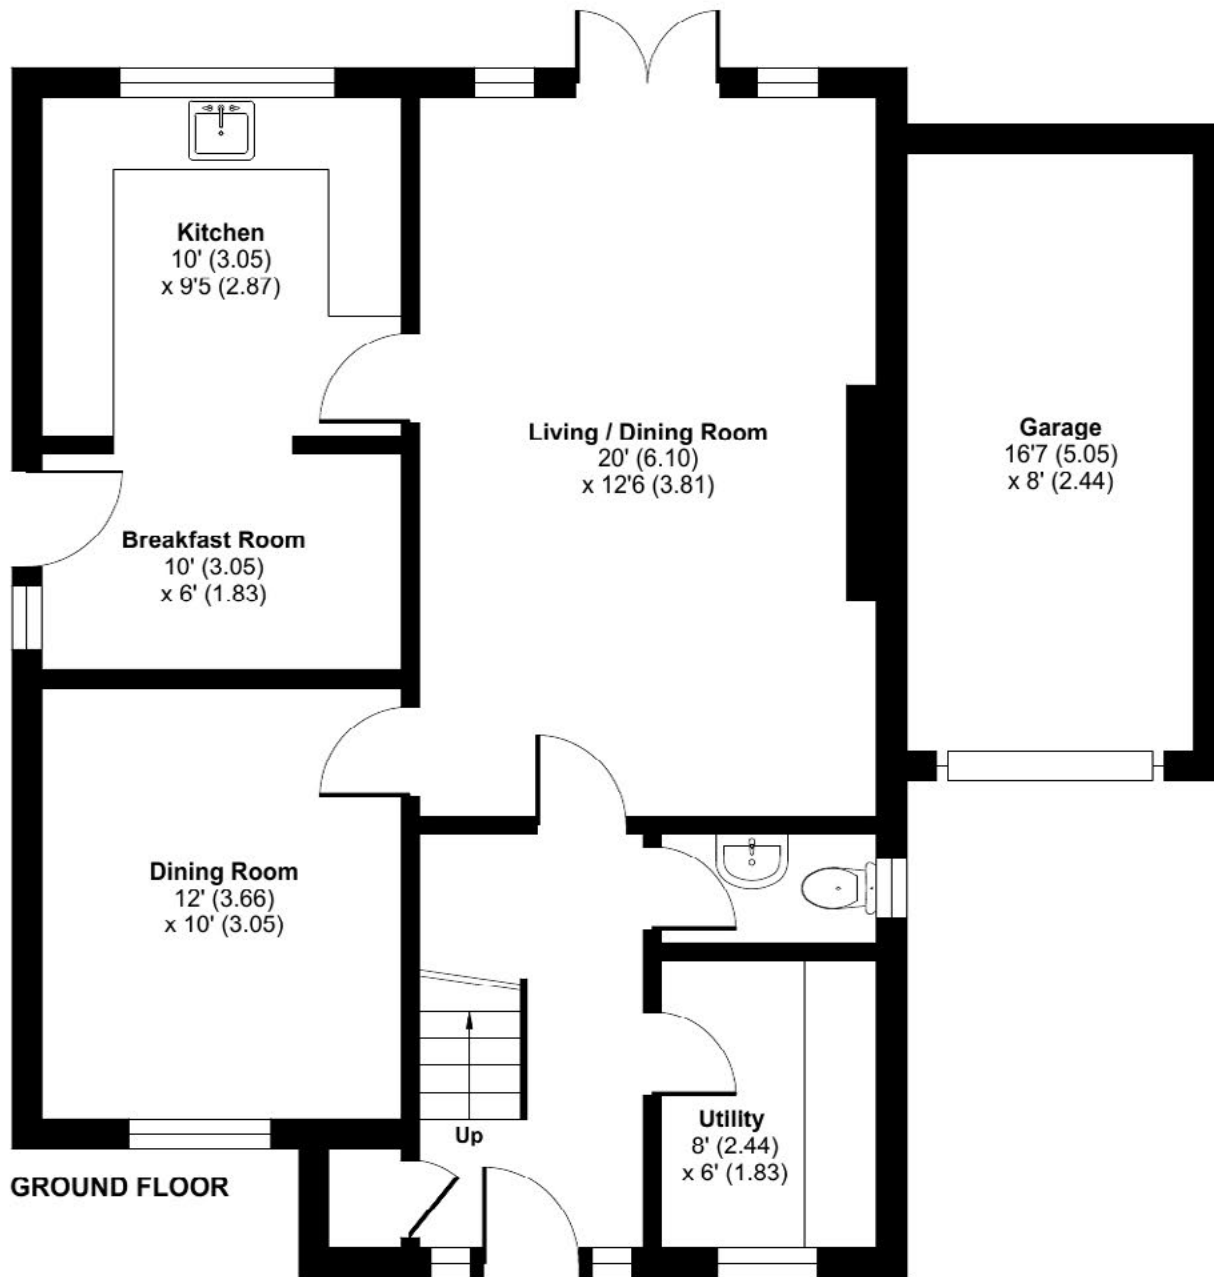 Kitchen
10' (3.05)
x 9'5 (2.87)
Living / Dining Room
20' (6.10)
x 12'6 (3.81)
Garage
16'7 (5.05)
x 8' (2.44)
Breakfast Room
10' (3.05)
x 6' (1.83)
Dining Room
12' (3.66)
x 10' (3.05)
Up
Utility
8' (2.44)
x 6' (1.83)
GROUND FLOOR